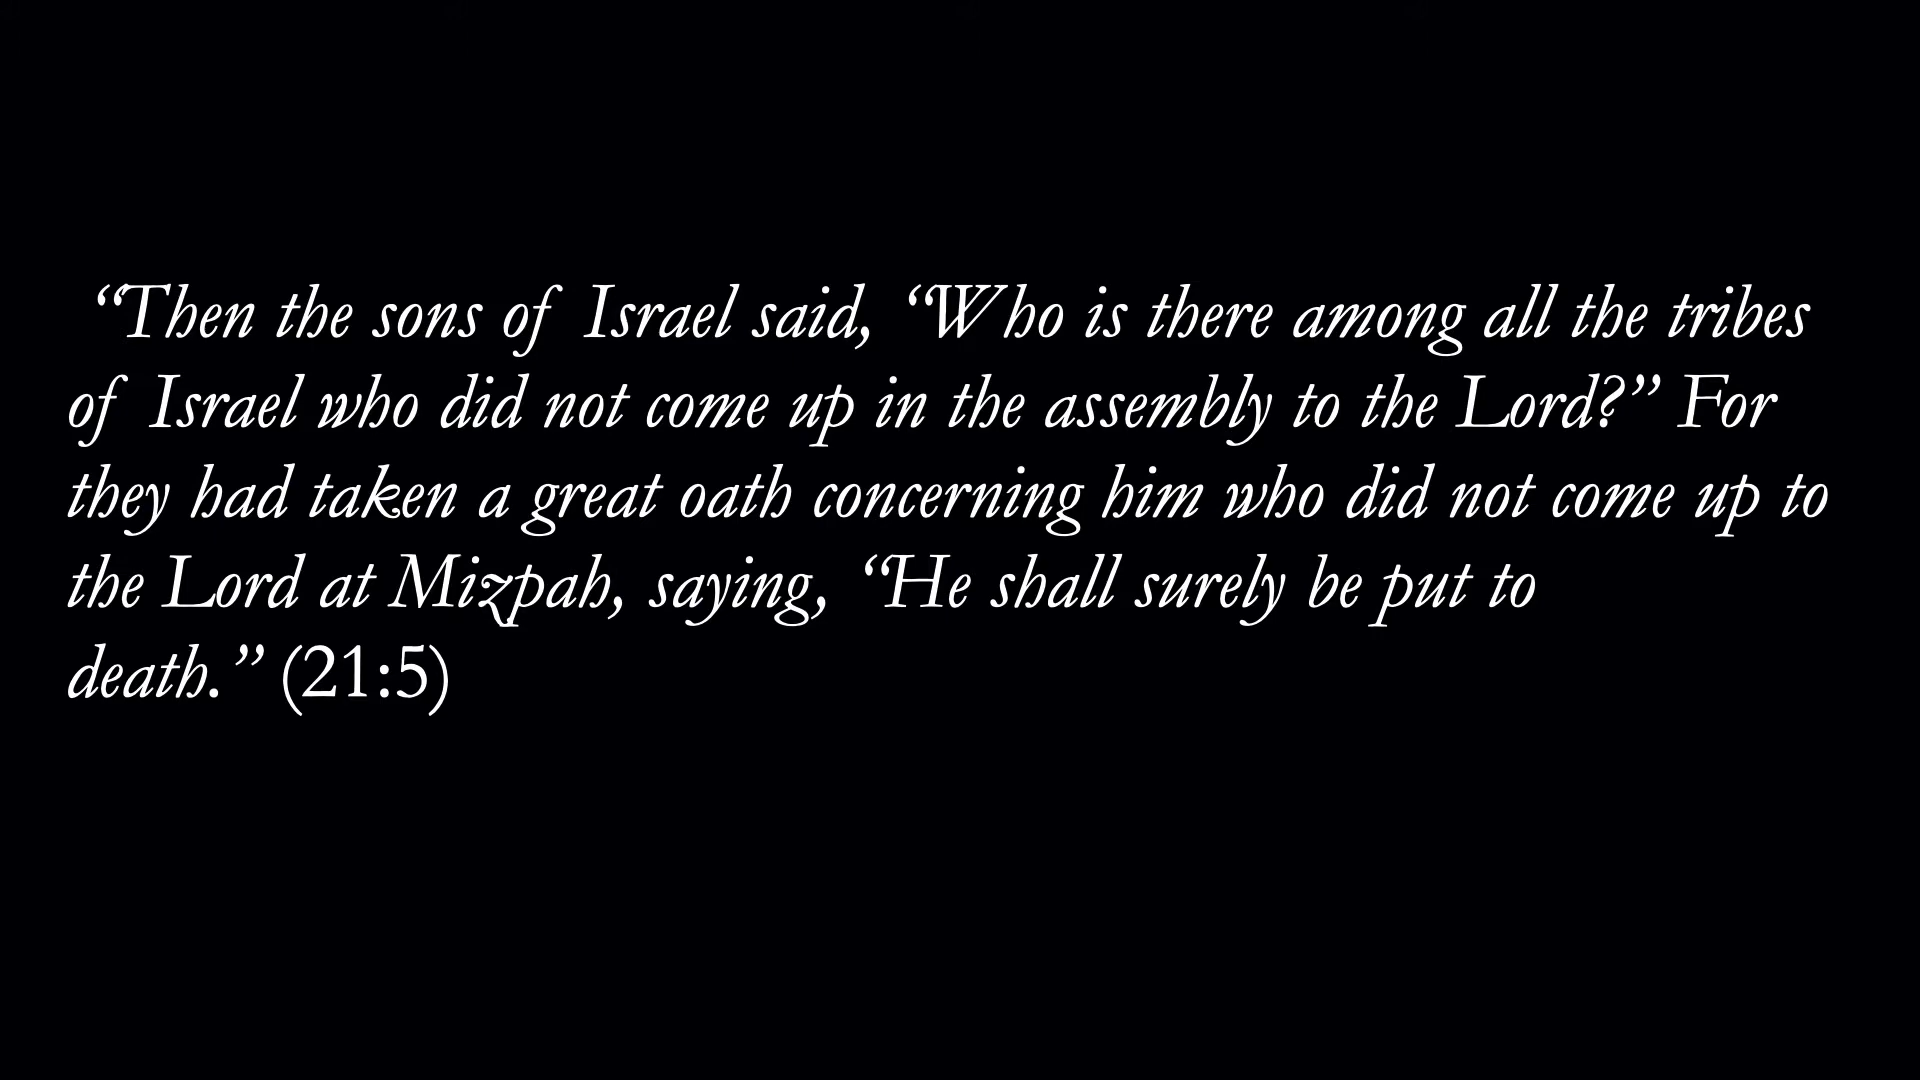 “Then the sons of Israel said, “Who is there among all the tribes
of Israel who did not come up in the assembly to the Lord?” For
they had taken a great oath concerning him who did not come up to
the Lord at Mizpah, saying, “He shall surely be put to
death.” (21:5)